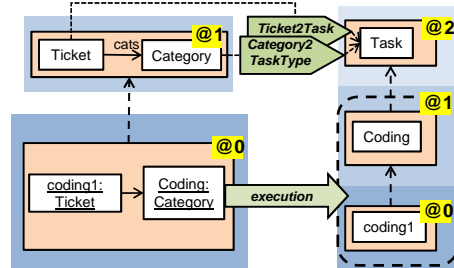 @1
Ticket
cats
Category
Ticket2Task
Category2
TaskType
@2
Task
@1
Coding
@0
coding1:
Ticket
Coding:
Category
execution
@0
coding1